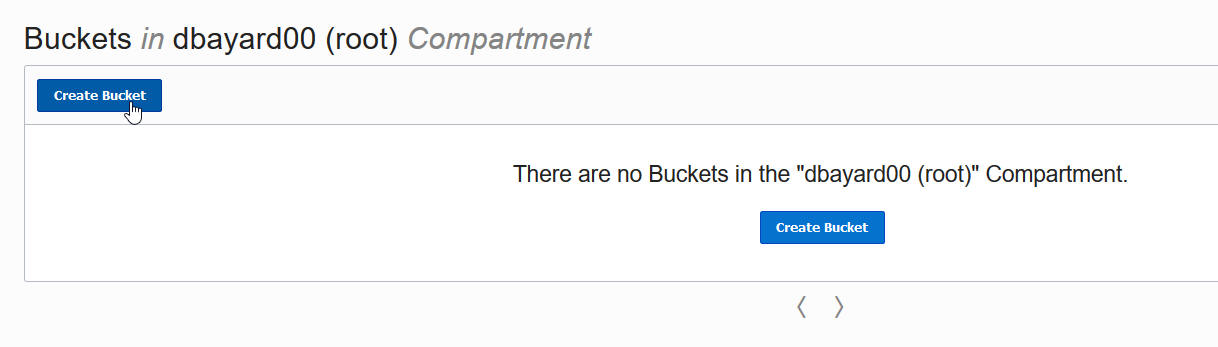 Buckets in dbayard00 (root) Compartment
Create Bucket
There are no Buckets in the "dbayard00 (root)" Compartment.
Create Bucket